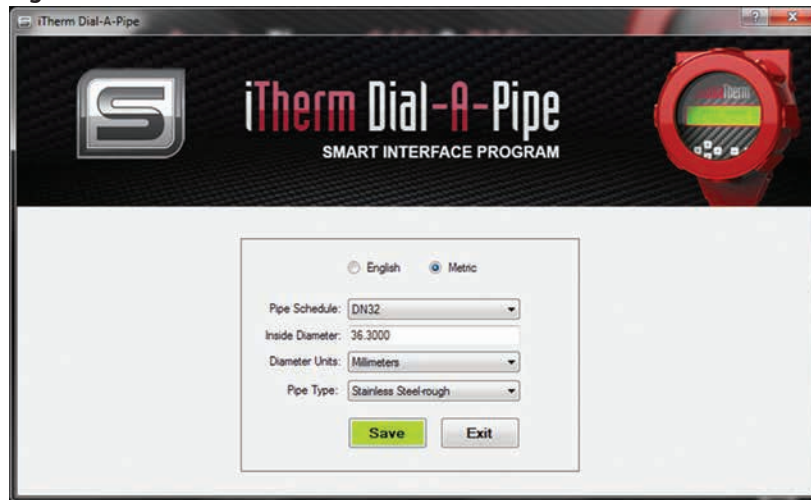 iTherm Dial-A-Pipe
S
iTherm Dial-A-Pipe
SMART INTERFACE PROGRAM
Therm
English Metric
Pipe Schedule: DN32
Inside Diameter: 36.3000
Diameter Units: Millimeters
Pipe Type: Stainless Steel-rough
Save Exit